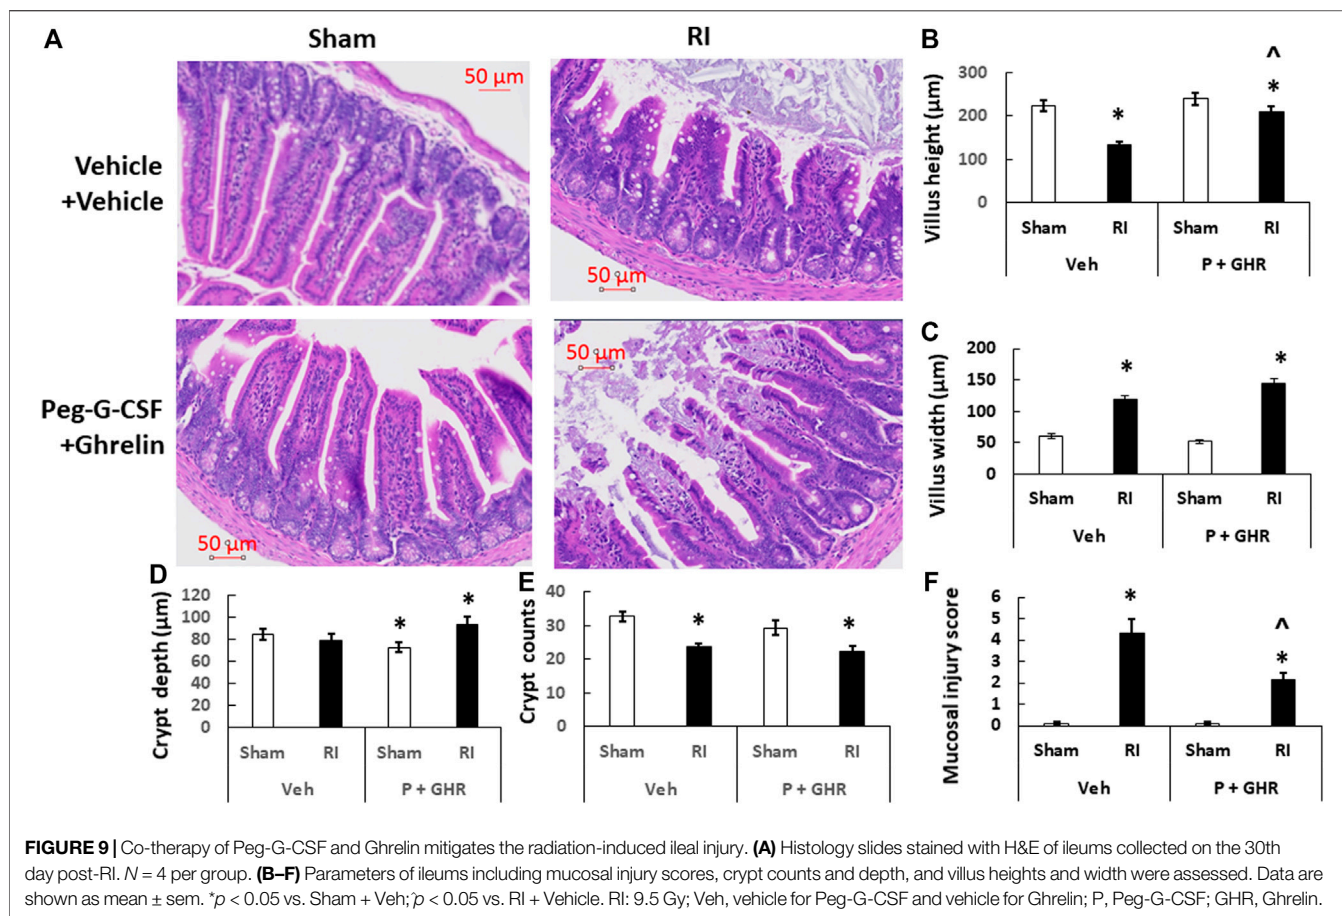 A
Sham
RI
Vehicle
+Vehicle
Peg-G-CSF
+Ghrelin
50 µm
50 µm
50 µm
50 µm
B
Villus height (µm)
300
200
100
0
*
^
*
Sham RI Sham RI
Veh P + GHR
C
Villus width (µm)
200
150
100
50
0
*
*
Sham RI Sham RI
Veh P + GHR
D
Crypt depth (µm)
120
100
80
60
40
20
0
*
*
Sham RI Sham RI
Veh P + GHR
E
Crypt counts
40
30
20
10
0
*
*
Sham RI Sham RI
Veh P + GHR
F
Mucosal injury score
6
5
4
3
2
1
0
*
^
*
Sham RI Sham RI
Veh P + GHR
FIGURE 9 | Co-therapy of Peg-G-CSF and Ghrelin mitigates the radiation-induced ileal injury. (A) Histology slides stained with H&E of ileums collected on the 30th
day post-RI. N = 4 per group. (B–F) Parameters of ileums including mucosal injury scores, crypt counts and depth, and villus heights and width were assessed. Data are
shown as mean ± sem. *p < 0.05 vs. Sham + Veh; p̂ < 0.05 vs. RI + Vehicle. RI: 9.5 Gy; Veh, vehicle for Peg-G-CSF and vehicle for Ghrelin; P, Peg-G-CSF; GHR, Ghrelin.